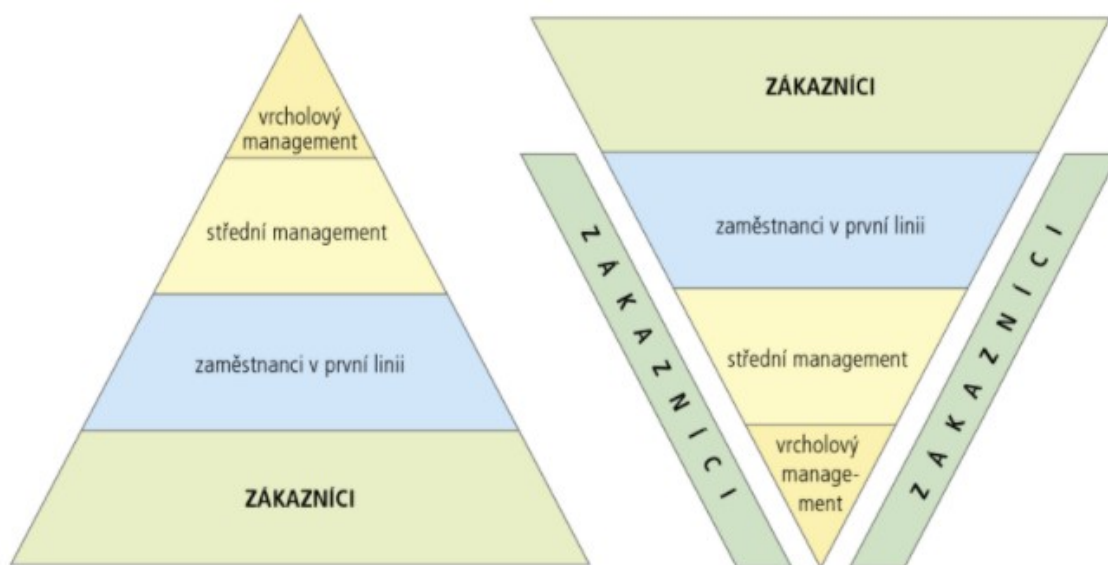 vrcholový
management
střední management
zaměstnanci v první linii
ZÁKAZNÍCI
ZÁKAZNÍCI
zaměstnanci v první linii
střední management
vrcholový
manage-
ment
ZÁKAZNÍCI
ZÁKAZNÍCI